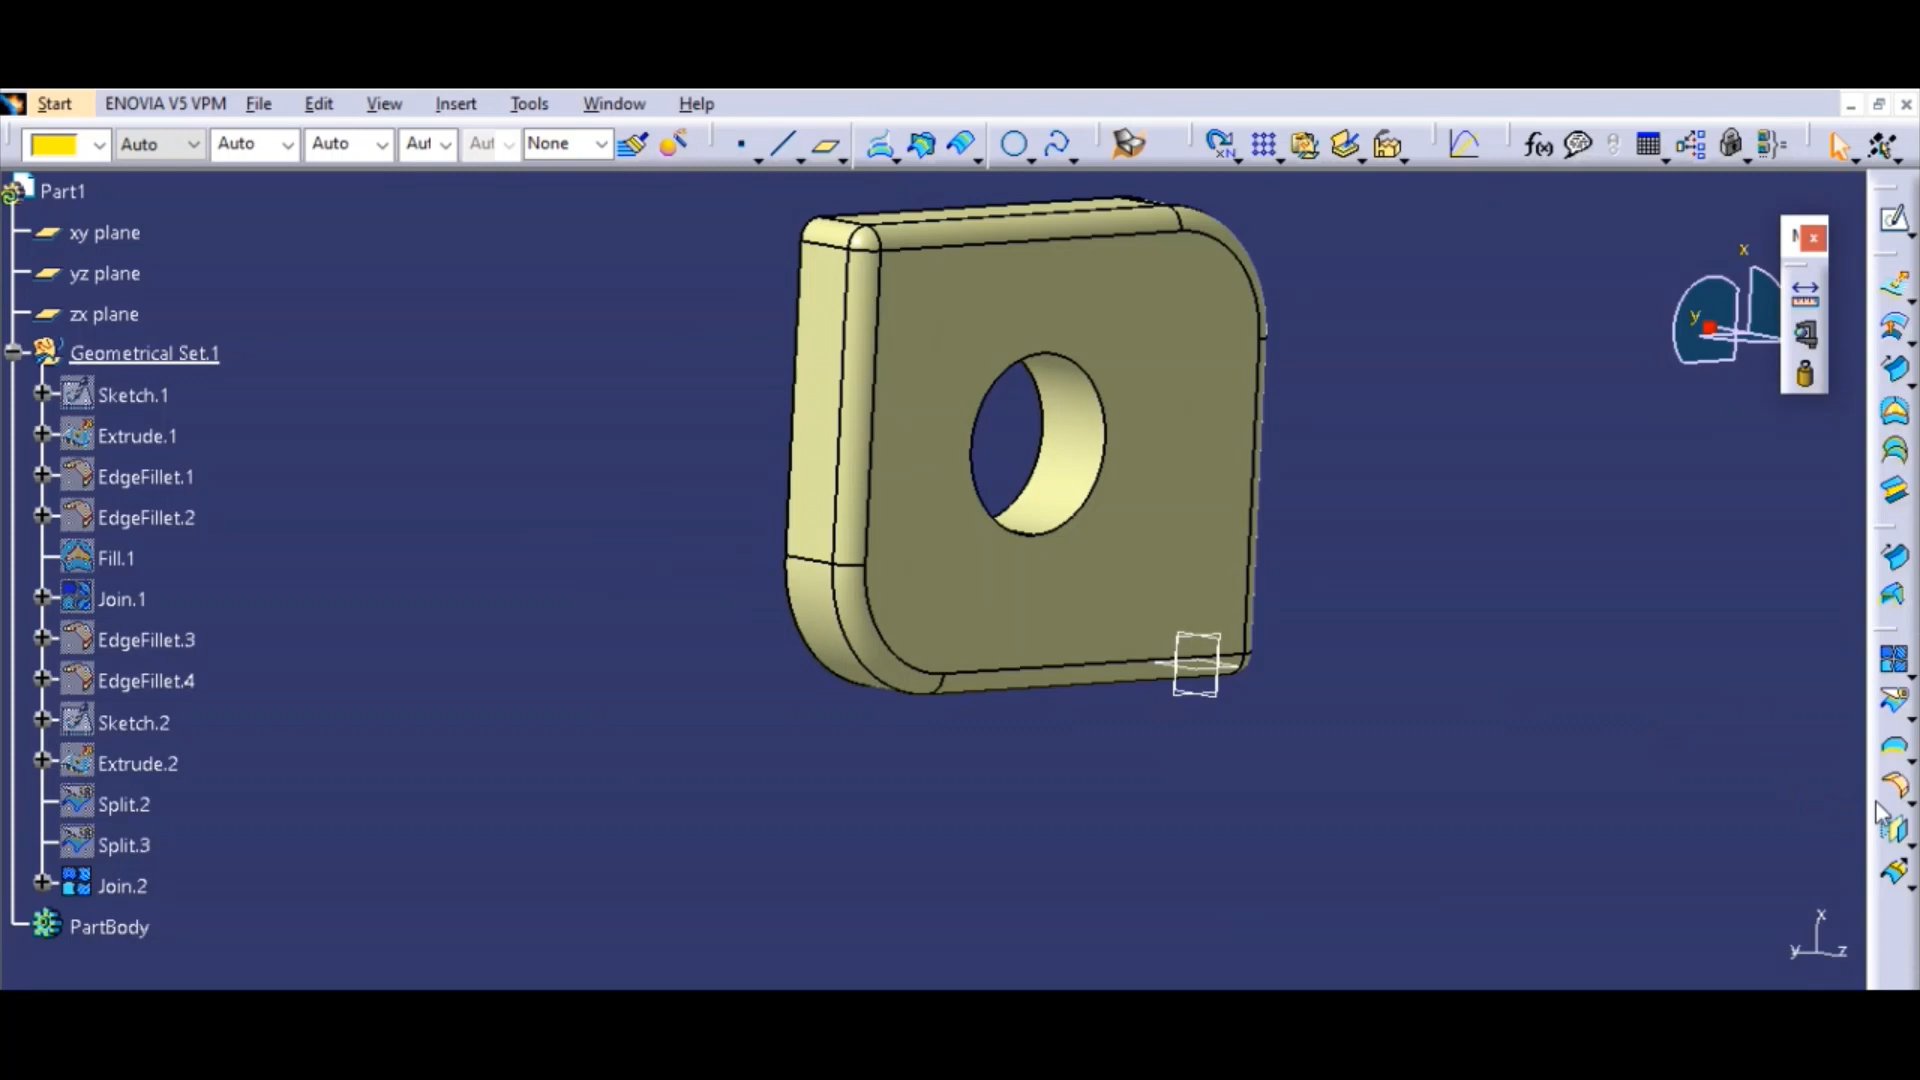 Start ENOVIA V5 VPM File Edit View Insert Tools Window Help
Auto Auto Auto Aut Aut None
f(x)
Part1
xy plane
yz plane
zx plane
Geometrical Set.1
Sketch.1
Extrude.1
EdgeFillet.1
EdgeFillet.2
Fill.1
Join.1
EdgeFillet.3
EdgeFillet.4
Sketch.2
Extrude.2
Split.2
Split.3
Join.2
PartBody
x
y
x
y z